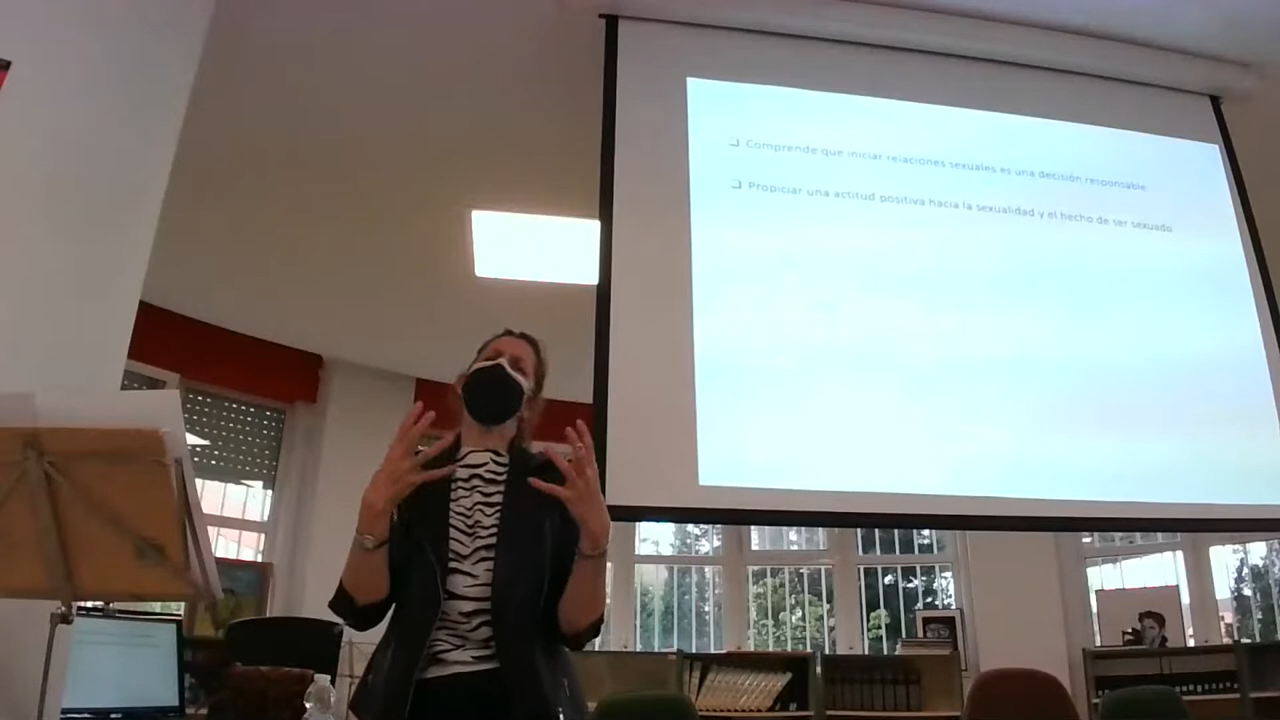 ❑ Comprende que iniciar relaciones sexuales es una decisión responsable
❑ Propiciar una actitud positiva hacia la sexualidad y el hecho de ser sexuado